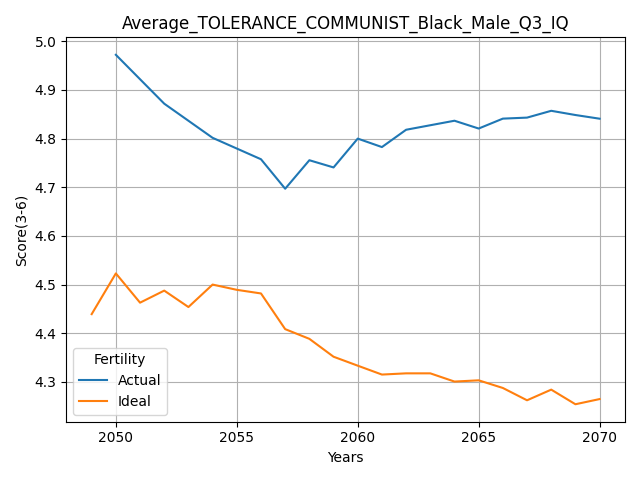 Average_TOLERANCE_COMMUNIST_Black_Male_Q3_IQ
5.0
4.9
4.8
4.7
4.6
4.5
4.4
4.3
Score(3-6)
Fertility
Actual
Ideal
2050 2055 2060 2065 2070
Years